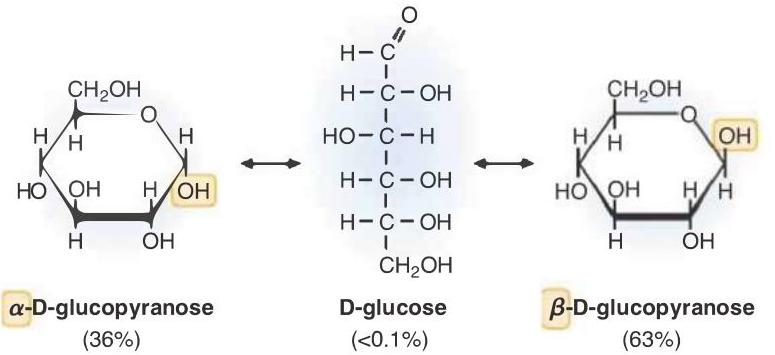 CH2OH
O
H
H
H
HO
OH
H
OH
H
OH
O
H–C
H–C–OH
HO–C–H
H–C–OH
H–C–OH
CH2OH
CH2OH
O
OH
H
H
HO
OH
H
H
H
OH
α-D-glucopyranose
(36%)
D-glucose
(<0.1%)
β-D-glucopyranose
(63%)